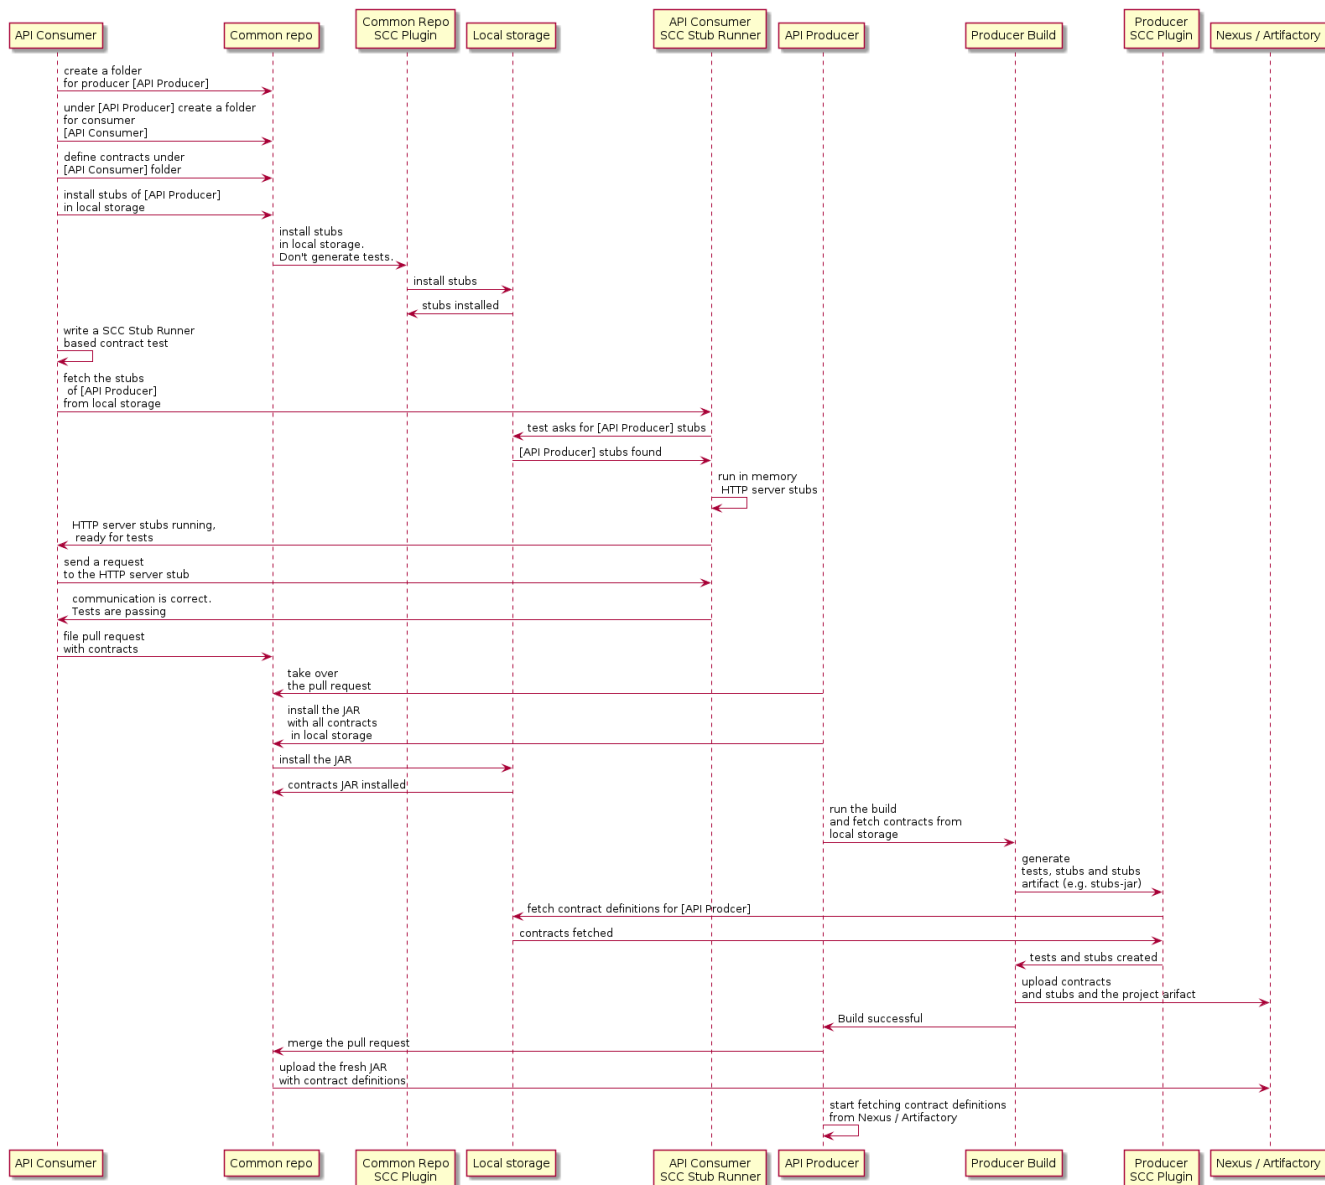 API Consumer
Common repo
Common Repo
SCC Plugin
Local storage
API Consumer
SCC Stub Runner
API Producer
Producer Build
Producer
SCC Plugin
Nexus / Artifactory
create a folder
for producer [API Producer]
under [API Producer] create a folder
for consumer
[API Consumer]
define contracts under
[API Consumer] folder
install stubs of [API Producer]
in local storage
install stubs
in local storage.
Don't generate tests.
install stubs
stubs installed
write a SCC Stub Runner
based contract test
fetch the stubs
of [API Producer]
from local storage
test asks for [API Producer] stubs
[API Producer] stubs found
run in memory
HTTP server stubs
HTTP server stubs running,
ready for tests
send a request
to the HTTP server stub
communication is correct.
Tests are passing
file pull request
with contracts
take over
the pull request
install the JAR
with all contracts
in local storage
install the JAR
contracts JAR installed
run the build
and fetch contracts from
local storage
generate
tests, stubs and stubs
artifact (e.g. stubs-jar)
fetch contract definitions for [API Prodcer]
contracts fetched
tests and stubs created
upload contracts
and stubs and the project arifact
Build successful
merge the pull request
upload the fresh JAR
with contract definitions
start fetching contract definitions
from Nexus / Artifactory
API Consumer
Common repo
Common Repo
SCC Plugin
Local storage
API Consumer
SCC Stub Runner
API Producer
Producer Build
Producer
SCC Plugin
Nexus / Artifactory